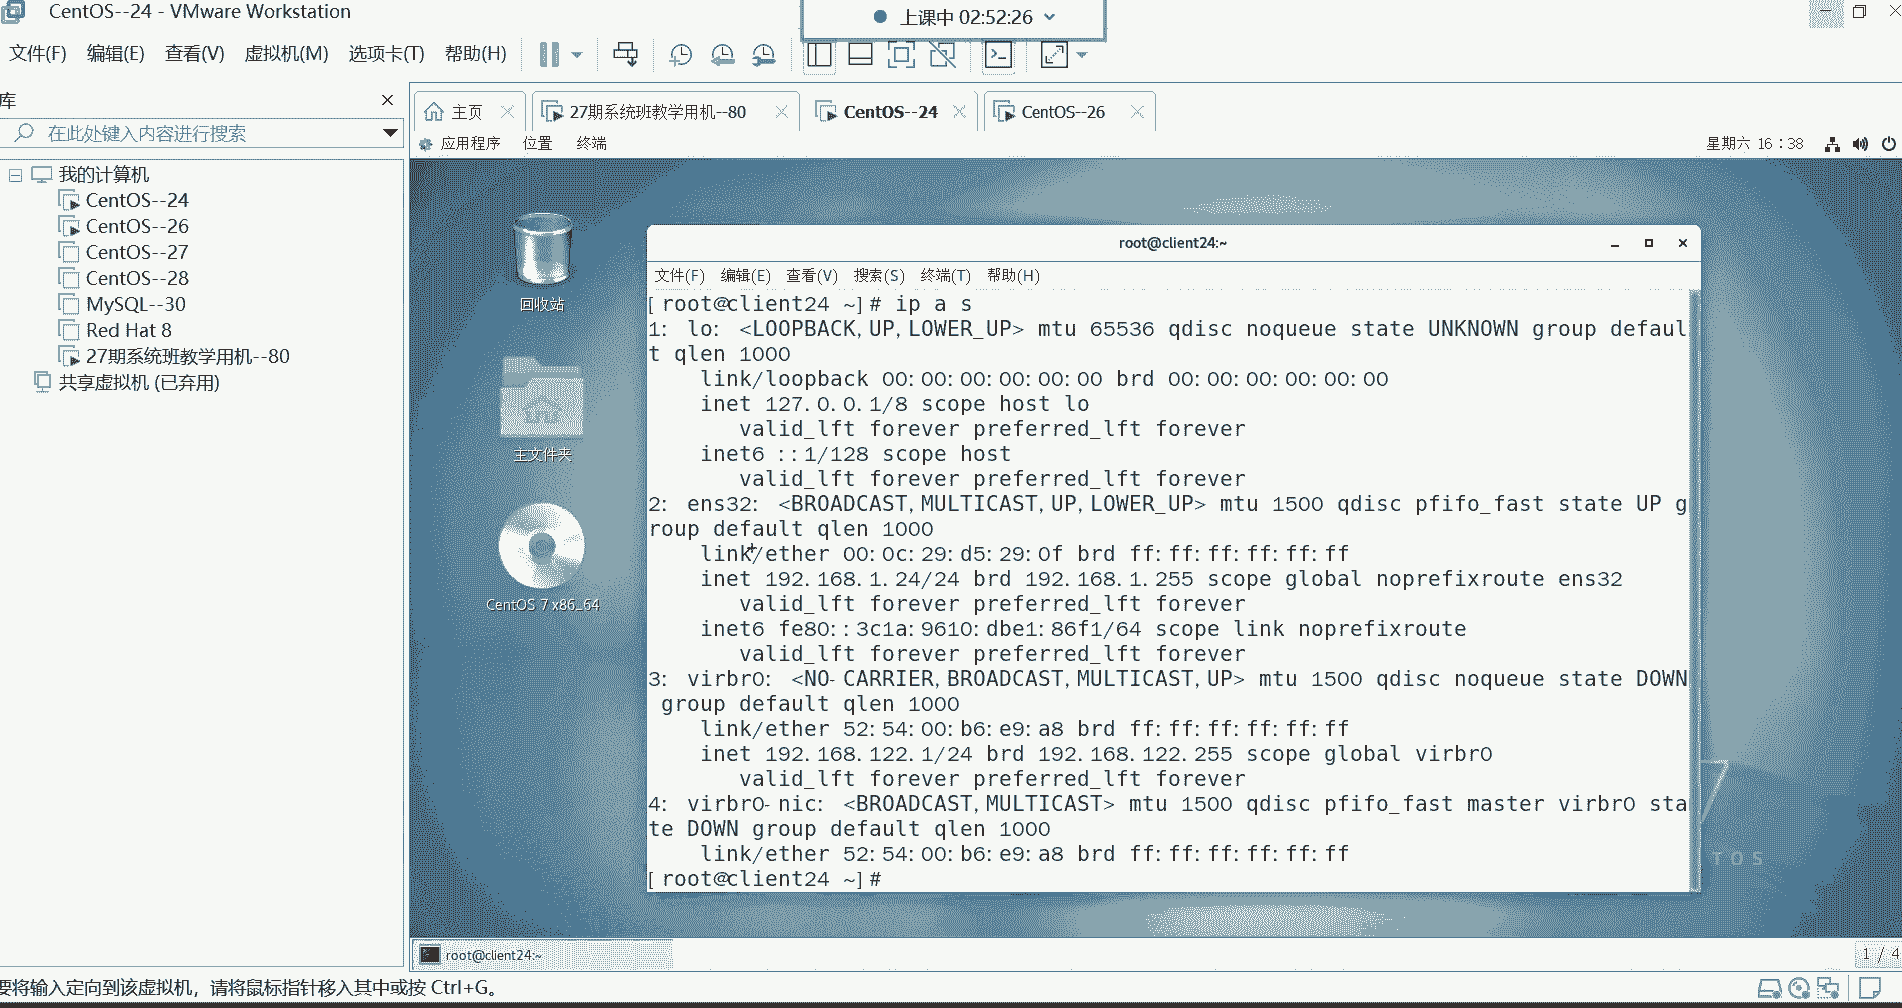 CentOS--24 - VMware Workstation
上课中 02:52:26
文件(F) 编辑(E) 查看(V) 虚拟机(M) 选项卡(T) 帮助(H)
库
在此处键入内容进行搜索
我的计算机
CentOS--24
CentOS--26
CentOS--27
CentOS--28
MySQL--30
Red Hat 8
27期系统班教学用机--80
共享虚拟机 (已弃用)
主页 27期系统班教学用机--80 CentOS--24 CentOS--26
应用程序 位置 终端 星期六 16：38
回收站
主文件夹
CentOS 7 x86_64
root@client24:~
文件(F) 编辑(E) 查看(V) 搜索(S) 终端(T) 帮助(H)
[root@client24 ~]# ip a s
1: lo: <LOOPBACK,UP,LOWER_UP> mtu 65536 qdisc noqueue state UNKNOWN group defaul
t qlen 1000
link/loopback 00:00:00:00:00:00 brd 00:00:00:00:00:00
inet 127.0.0.1/8 scope host lo
valid_lft forever preferred_lft forever
inet6 ::1/128 scope host
valid_lft forever preferred_lft forever
2: ens32: <BROADCAST,MULTICAST,UP,LOWER_UP> mtu 1500 qdisc pfifo_fast state UP g
roup default qlen 1000
link/ether 00:0c:29:d5:29:0f brd ff:ff:ff:ff:ff:ff
inet 192.168.1.24/24 brd 192.168.1.255 scope global noprefixroute ens32
valid_lft forever preferred_lft forever
inet6 fe80::3c1a:9610:dbe1:86f1/64 scope link noprefixroute
valid_lft forever preferred_lft forever
3: virbr0: <NO-CARRIER,BROADCAST,MULTICAST,UP> mtu 1500 qdisc noqueue state DOWN
group default qlen 1000
link/ether 52:54:00:b6:e9:a8 brd ff:ff:ff:ff:ff:ff
inet 192.168.122.1/24 brd 192.168.122.255 scope global virbr0
valid_lft forever preferred_lft forever
4: virbr0-nic: <BROADCAST,MULTICAST> mtu 1500 qdisc pfifo_fast master virbr0 sta
te DOWN group default qlen 1000
link/ether 52:54:00:b6:e9:a8 brd ff:ff:ff:ff:ff:ff
[root@client24 ~]#
7
TOS
root@client24:~
1 / 4
要将输入定向到该虚拟机，请将鼠标指针移入其中或按 Ctrl+G。